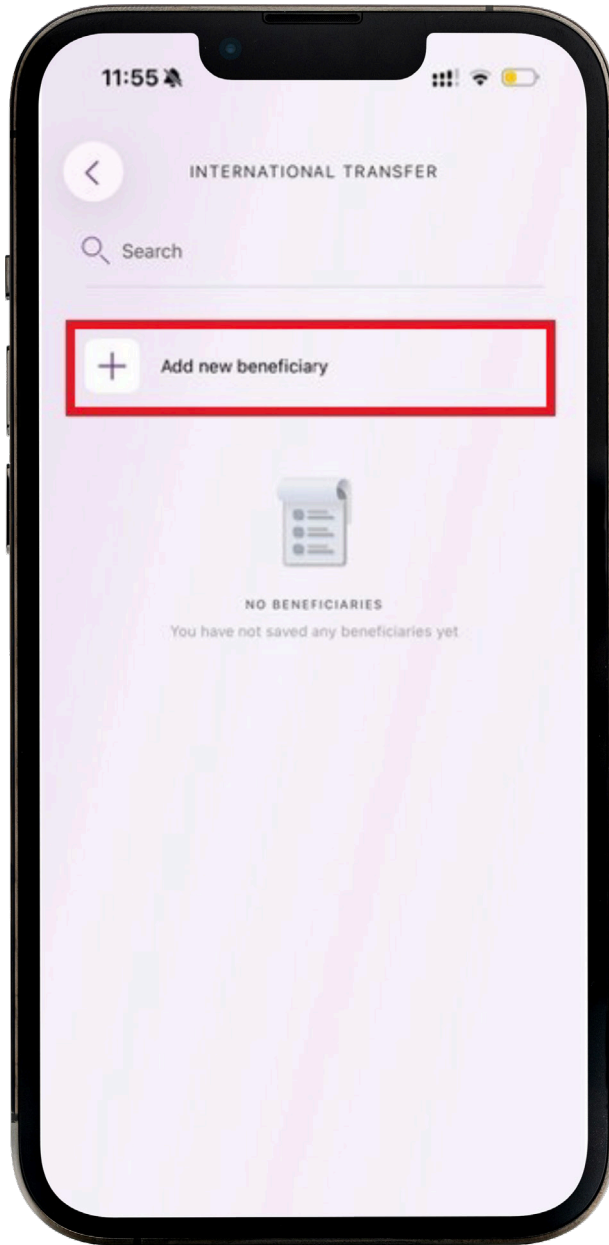 11:55
INTERNATIONAL TRANSFER
Search
Add new beneficiary
NO BENEFICIARIES
You have not saved any beneficiaries yet